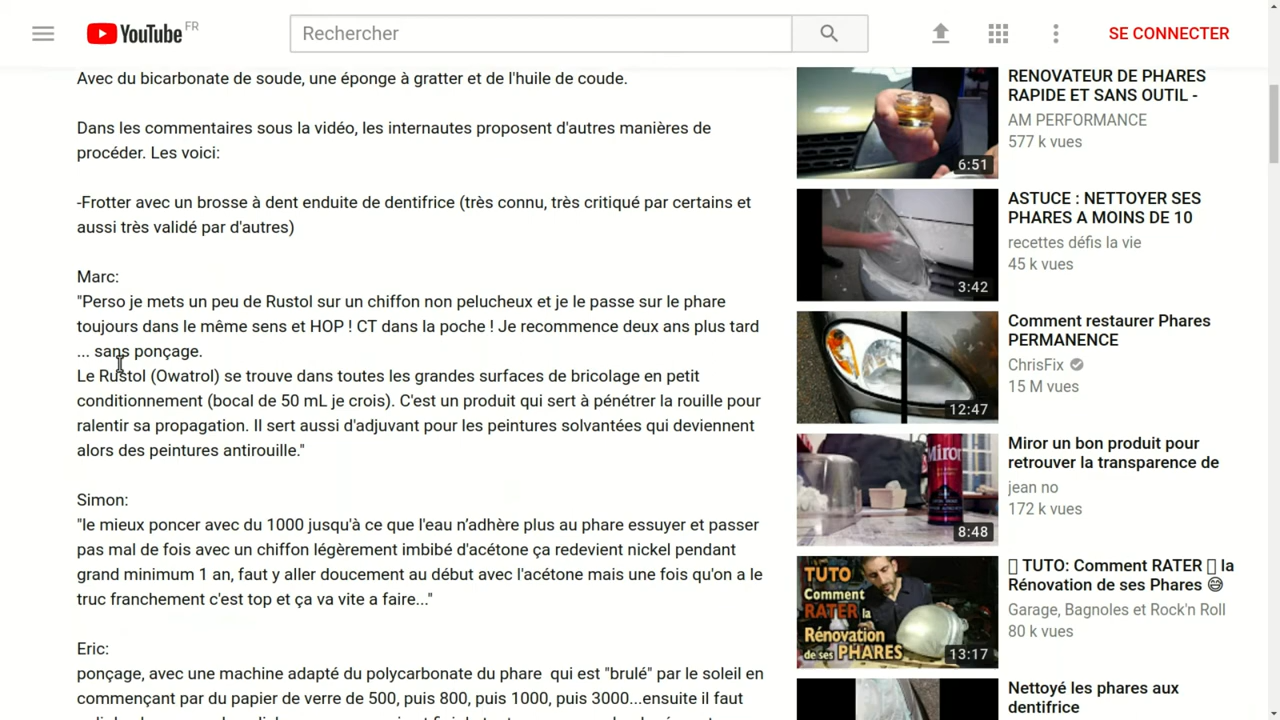 YouTube FR
Rechercher
SE CONNECTER
Avec du bicarbonate de soude, une éponge à gratter et de l'huile de coude.
Dans les commentaires sous la vidéo, les internautes proposent d'autres manières de
procéder. Les voici:
-Frotter avec un brosse à dent enduite de dentifrice (très connu, très critiqué par certains et
aussi très validé par d'autres)
Marc:
"Perso je mets un peu de Rustol sur un chiffon non pelucheux et je le passe sur le phare
toujours dans le même sens et HOP ! CT dans la poche ! Je recommence deux ans plus tard
... sans ponçage.
Le Rustol (Owatrol) se trouve dans toutes les grandes surfaces de bricolage en petit
conditionnement (bocal de 50 mL je crois). C'est un produit qui sert à pénétrer la rouille pour
ralentir sa propagation. Il sert aussi d'adjuvant pour les peintures solvantées qui deviennent
alors des peintures antirouille."
Simon:
"le mieux poncer avec du 1000 jusqu'à ce que l'eau n’adhère plus au phare essuyer et passer
pas mal de fois avec un chiffon légèrement imbibé d'acétone ça redevient nickel pendant
grand minimum 1 an, faut y aller doucement au début avec l'acétone mais une fois qu'on a le
truc franchement c'est top et ça va vite a faire..."
Eric:
ponçage, avec une machine adapté du polycarbonate du phare qui est "brulé" par le soleil en
commençant par du papier de verre de 500, puis 800, puis 1000, puis 3000...ensuite il faut
RENOVATEUR DE PHARES
RAPIDE ET SANS OUTIL -
AM PERFORMANCE
577 k vues
6:51
ASTUCE : NETTOYER SES
PHARES A MOINS DE 10
recettes défis la vie
45 k vues
3:42
Comment restaurer Phares
PERMANENCE
ChrisFix
15 M vues
12:47
Miror un bon produit pour
retrouver la transparence de
jean no
172 k vues
Miror
8:48
TUTO: Comment RATER la
Rénovation de ses Phares 😅
Garage, Bagnoles et Rock'n Roll
80 k vues
TUTO
Comment
RATER la
Rénovation
de ses PHARES
13:17
Nettoyé les phares aux
dentifrice